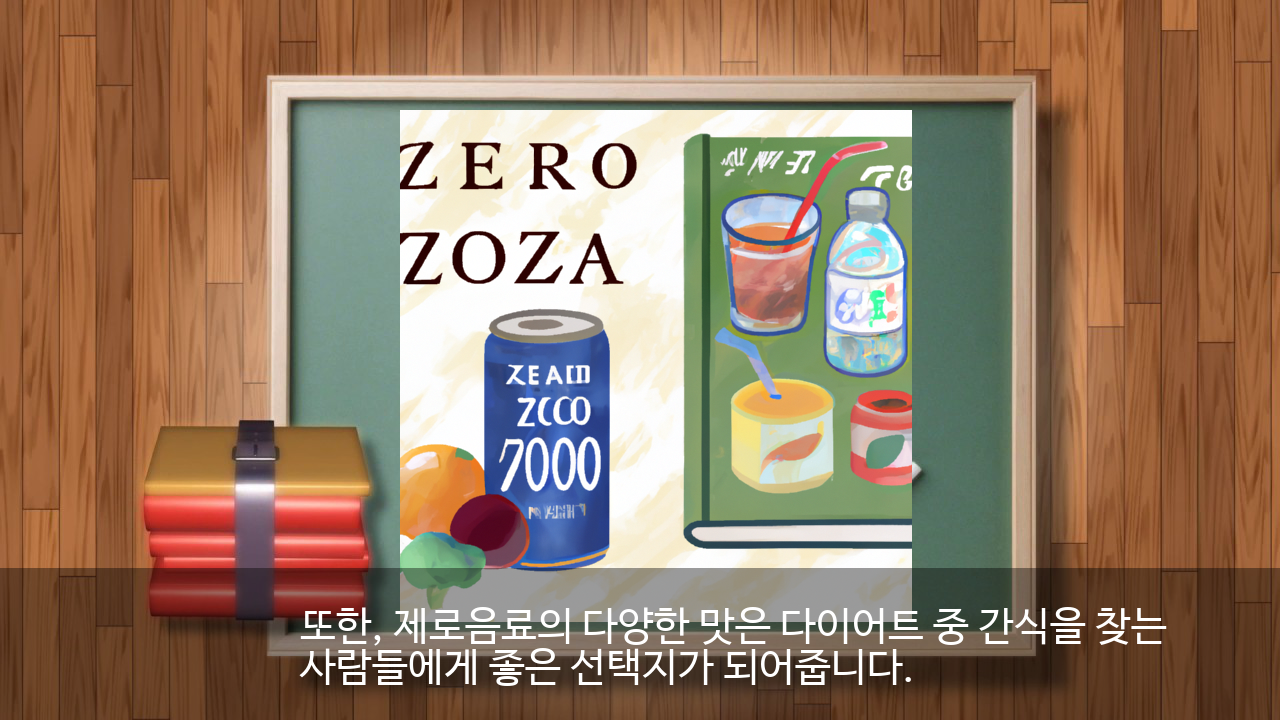 ZERO
ZOZA
ZCCO
7000
또한, 제로음료의 다양한 맛은 다이어트 중 간식을 찾는
사람들에게 좋은 선택지가 되어줍니다.